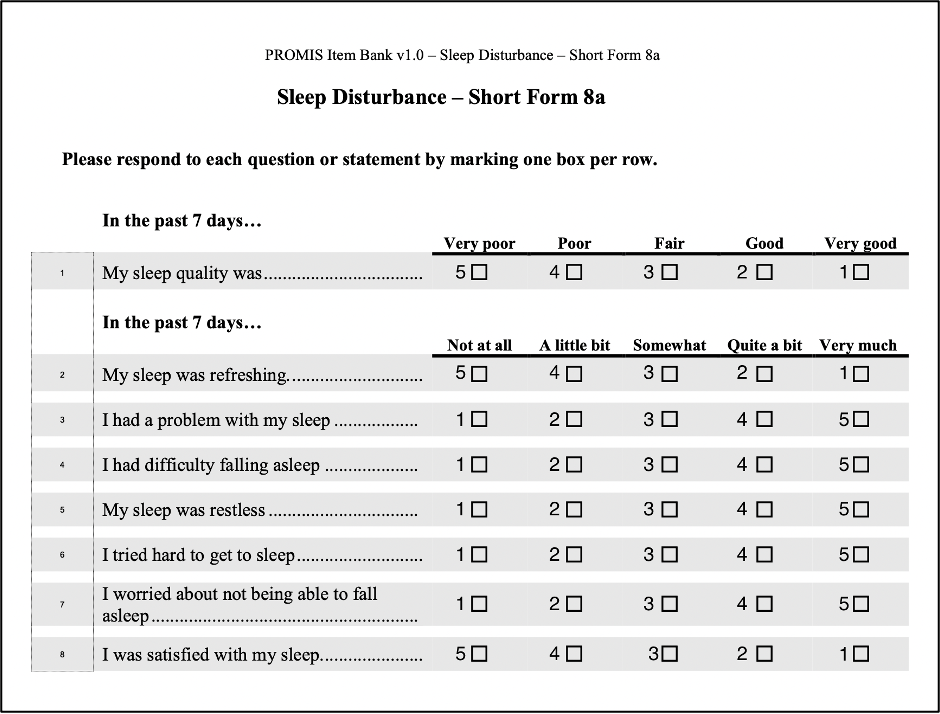 PROMIS Item Bank v1.0 – Sleep Disturbance – Short Form 8a
Sleep Disturbance – Short Form 8a
Please respond to each question or statement by marking one box per row.
In the past 7 days…
Very poor Poor Fair Good Very good
1 My sleep quality was.................................. 5 ☐ 4 ☐ 3 ☐ 2 ☐ 1 ☐
In the past 7 days…
Not at all A little bit Somewhat Quite a bit Very much
2 My sleep was refreshing............................. 5 ☐ 4 ☐ 3 ☐ 2 ☐ 1 ☐
3 I had a problem with my sleep .................. 1 ☐ 2 ☐ 3 ☐ 4 ☐ 5 ☐
4 I had difficulty falling asleep .................... 1 ☐ 2 ☐ 3 ☐ 4 ☐ 5 ☐
5 My sleep was restless ................................ 1 ☐ 2 ☐ 3 ☐ 4 ☐ 5 ☐
6 I tried hard to get to sleep........................... 1 ☐ 2 ☐ 3 ☐ 4 ☐ 5 ☐
7 I worried about not being able to fall
asleep......................................................... 1 ☐ 2 ☐ 3 ☐ 4 ☐ 5 ☐
8 I was satisfied with my sleep...................... 5 ☐ 4 ☐ 3 ☐ 2 ☐ 1 ☐